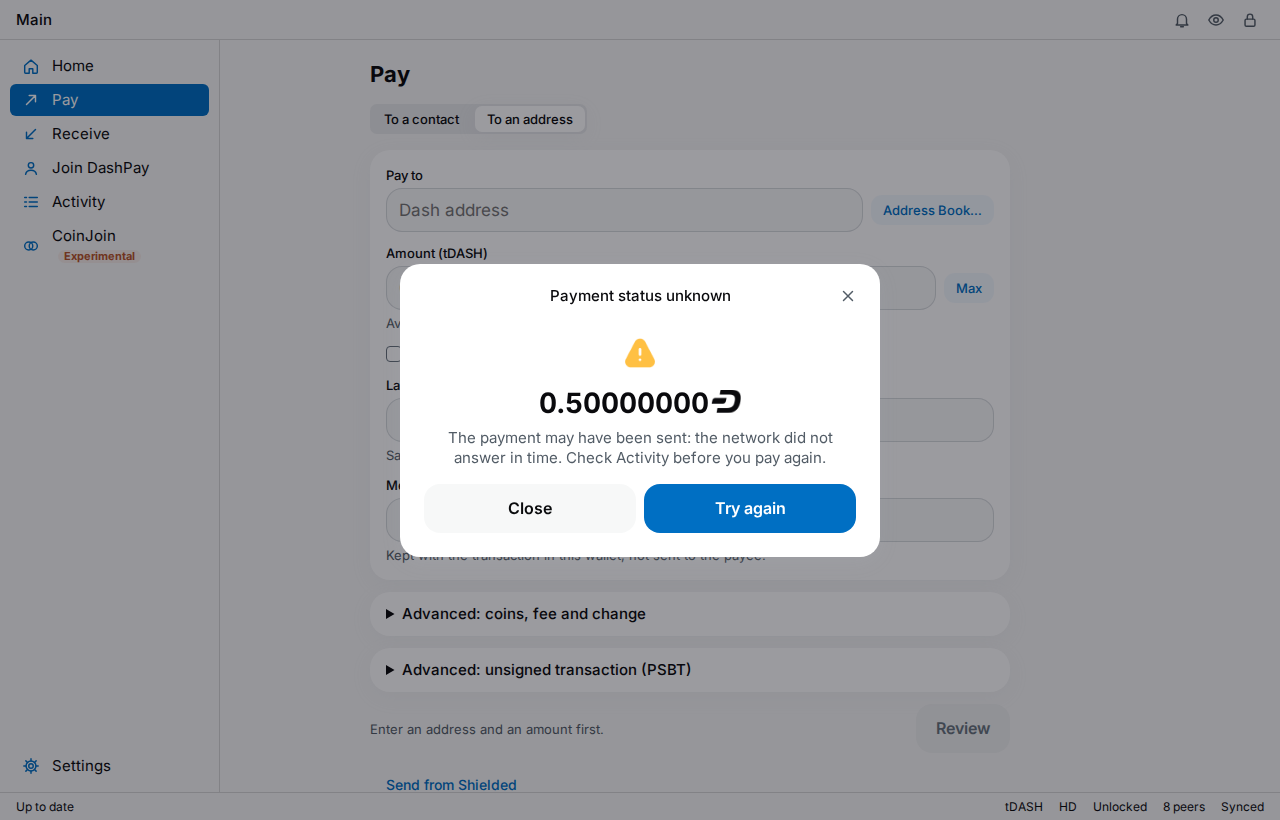 Main
Home
Pay
Receive
Join DashPay
Activity
CoinJoin
Experimental
Settings
Pay
To a contact
To an address
Pay to
Dash address
Address Book...
Amount (tDASH)
Max
Payment status unknown
0.50000000
The payment may have been sent: the network did not
answer in time. Check Activity before you pay again.
Close
Try again
Kept with the transaction in this wallet, not sent to the payee.
Advanced: coins, fee and change
Advanced: unsigned transaction (PSBT)
Enter an address and an amount first.
Review
Send from Shielded
Up to date
tDASH
HD
Unlocked
8 peers
Synced